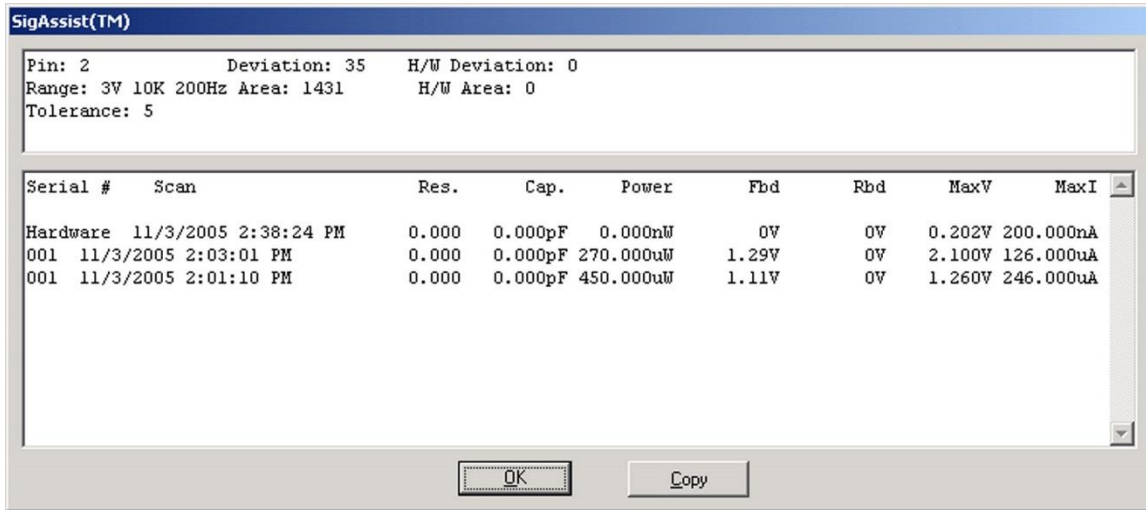 SigAssist(TM)
Pin: 2 Deviation: 35 H/W Deviation: 0
Range: 3V 10K 200Hz Area: 1431 H/W Area: 0
Tolerance: 5
Serial # Scan Res. Cap. Power Fbd Rbd MaxV MaxI
Hardware 11/3/2005 2:38:24 PM 0.000 0.000pF 0.000nW 0V 0V 0.202V 200.000nA
001 11/3/2005 2:03:01 PM 0.000 0.000pF 270.000uW 1.29V 0V 2.100V 126.000uA
001 11/3/2005 2:01:10 PM 0.000 0.000pF 450.000uW 1.11V 0V 1.260V 246.000uA
OK Copy